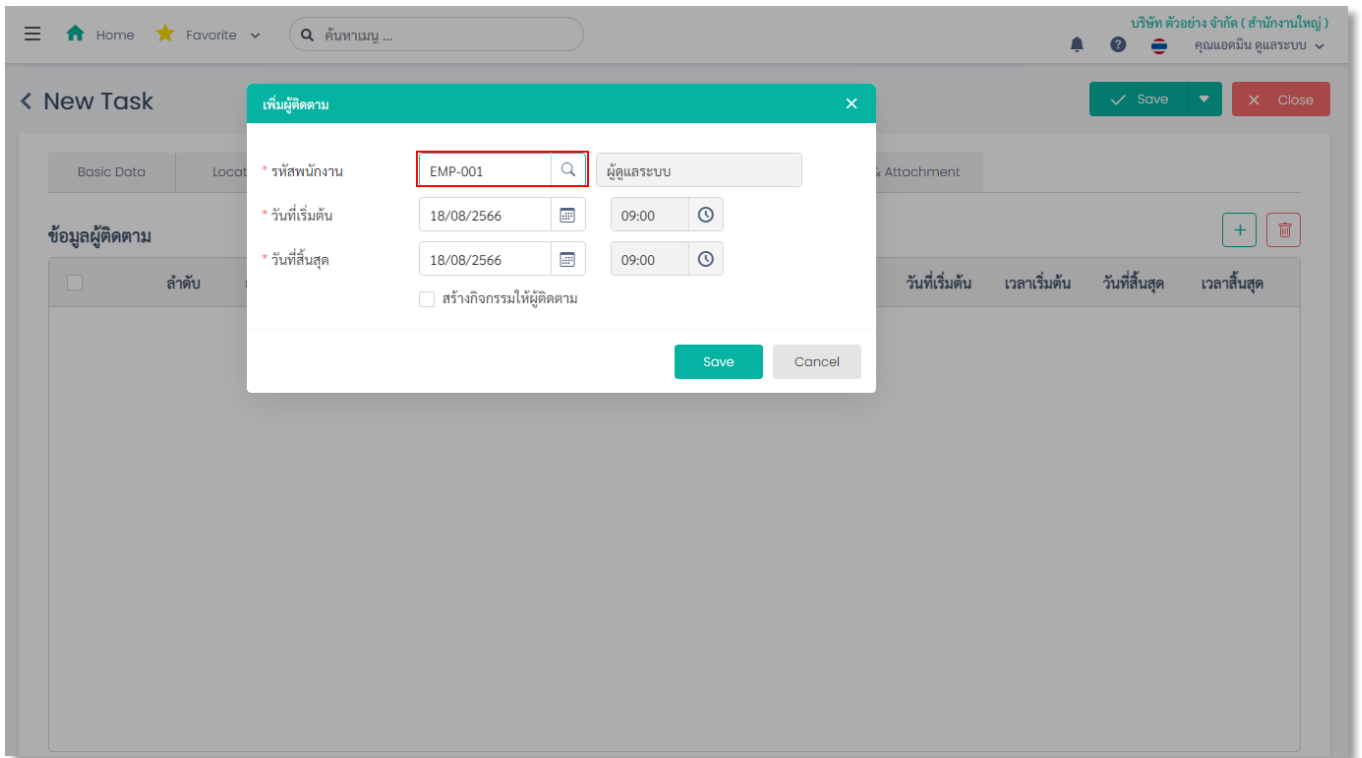 บริษัท ตัวอย่าง จำกัด ( สำนักงานใหญ่ )
Home Favorite ค้นหาเมนู ... คุณแอดมิน ดูแลระบบ
New Task Save Close
เพิ่มผู้ติดตาม
Basic Data Locat & Attachment
* รหัสพนักงาน EMP-001 ผู้ดูแลระบบ
* วันที่เริ่มต้น 18/08/2566 09:00
ข้อมูลผู้ติดตาม
* วันที่สิ้นสุด 18/08/2566 09:00
ลำดับ วันที่เริ่มต้น เวลาเริ่มต้น วันที่สิ้นสุด เวลาสิ้นสุด
สร้างกิจกรรมให้ผู้ติดตาม
Save Cancel